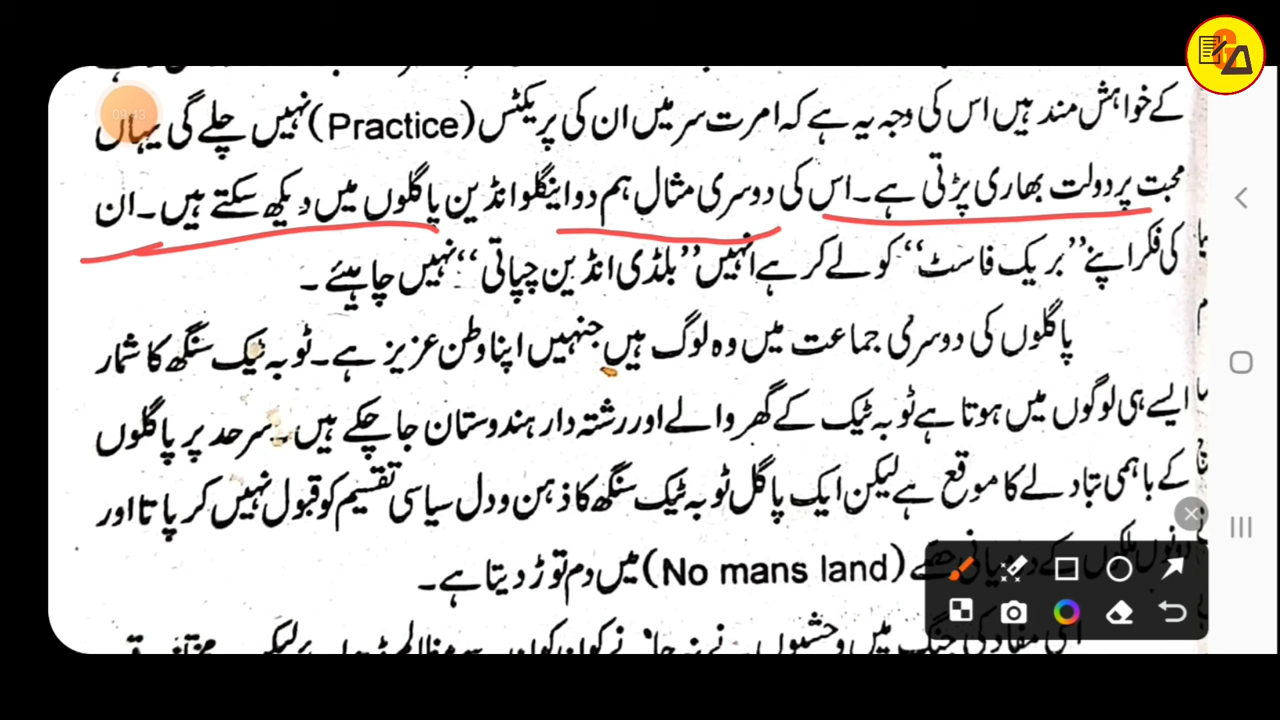 کے خواہش مند ہیں اس کی وجہ یہ ہے کہ امرت سر میں ان کی پریکٹس (Practice) نہیں چلے گی یہاں
محبت پر دولت بھاری پڑتی ہے۔ اس کی دوسری مثال ہم دو اینگلو انڈین پاگلوں میں دیکھ سکتے ہیں۔ ان
کی فکر اپنے ”بریک فاسٹ“ کو لے کر ہے انہیں ”بلڈی انڈین چپاتی“ نہیں چاہیئے۔
پاگلوں کی دوسری جماعت میں وہ لوگ ہیں جنہیں اپنا وطن عزیز ہے۔ ٹوبہ ٹیک سنگھ کا شمار
ایسے ہی لوگوں میں ہوتا ہے ٹوبہ ٹیک کے گھر والے اور رشتہ دار ہندوستان جا چکے ہیں۔ سرحد پر پاگلوں
کے باہمی تبادلے کا موقع ہے لیکن ایک پاگل ٹوبہ ٹیک سنگھ کا ذہن و دل سیاسی تقسیم کو قبول نہیں کر پاتا اور
دونوں ملکوں کے درمیانی حصے (No mans land) میں دم توڑ دیتا ہے۔